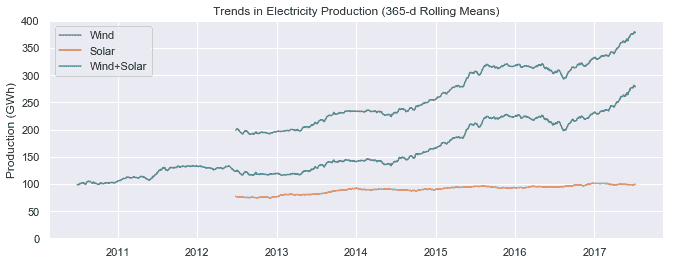 Trends in Electricity Production (365-d Rolling Means)
400
350
300
250
200
150
100
50
0
Production (GWh)
Wind
Solar
Wind+Solar
2011 2012 2013 2014 2015 2016 2017